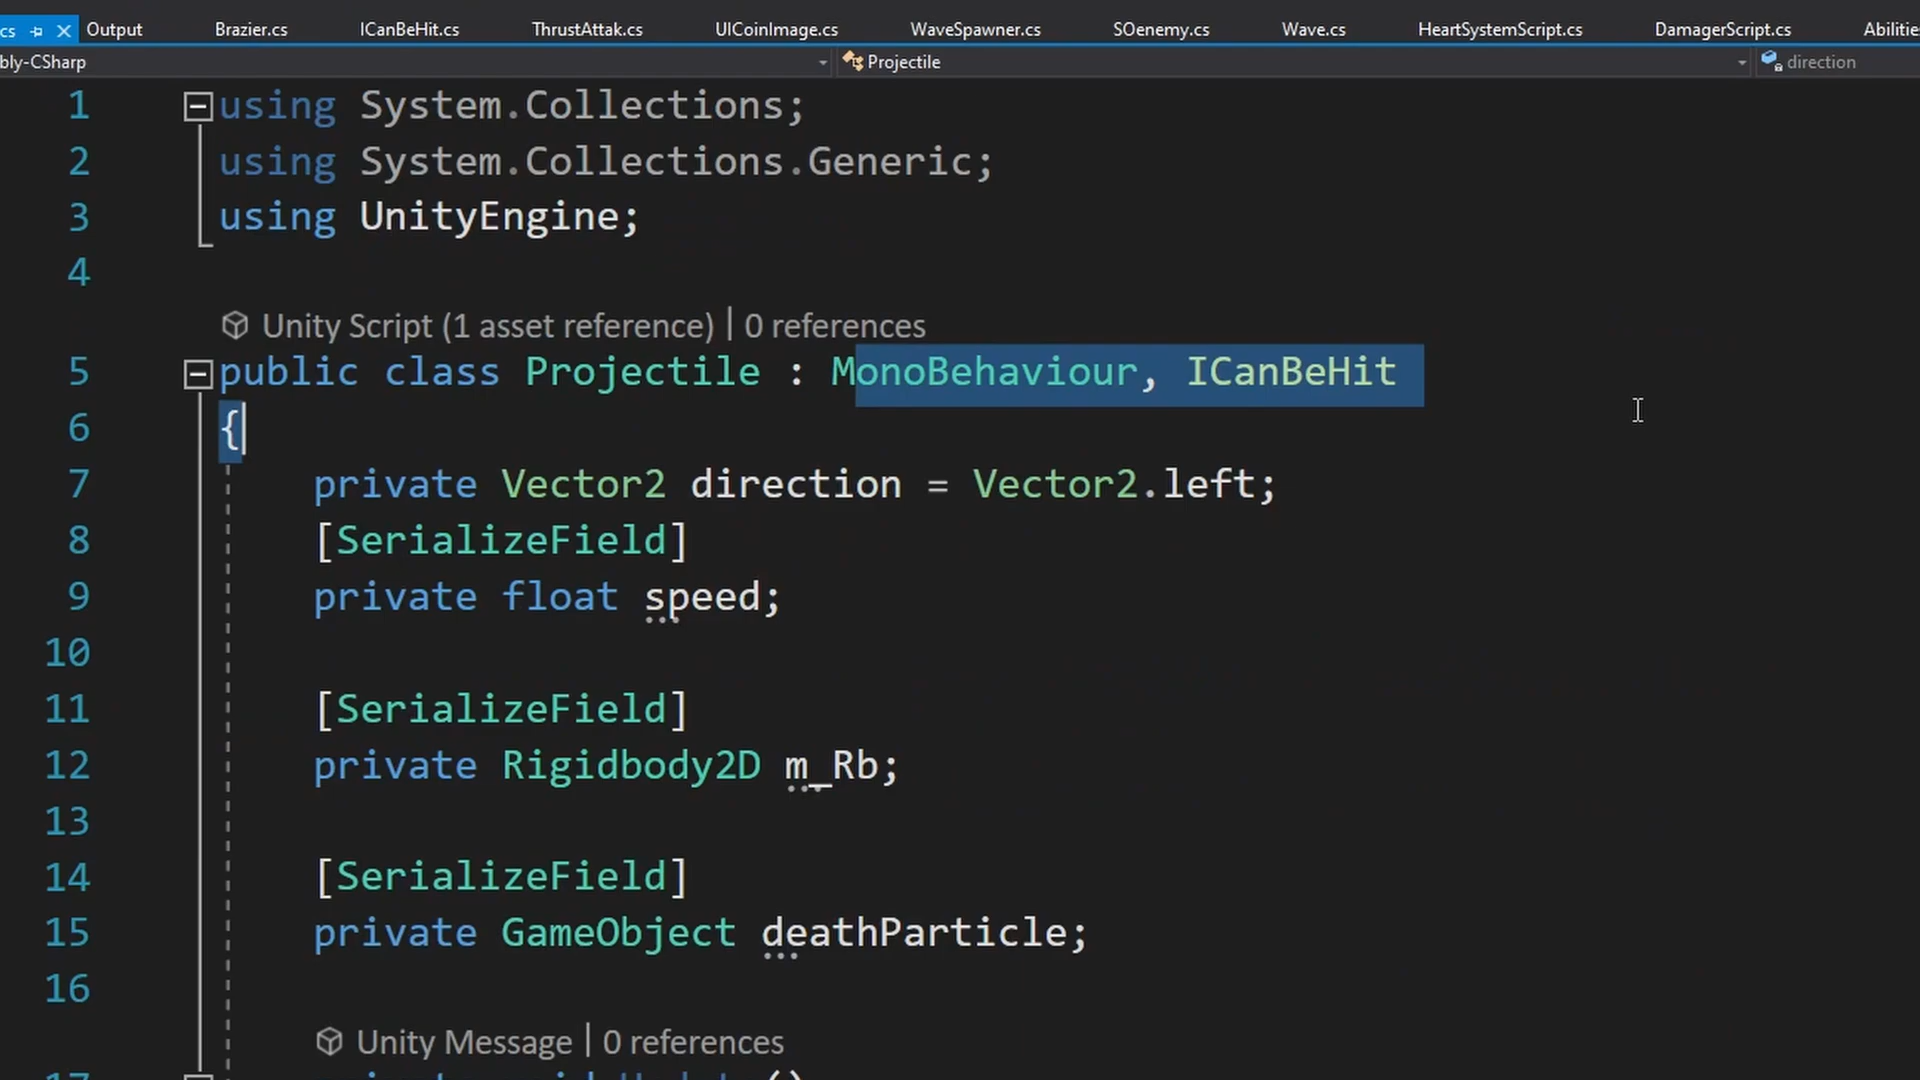 cs Output Brazier.cs ICanBeHit.cs ThrustAttak.cs UICoinImage.cs WaveSpawner.cs SOenemy.cs Wave.cs HeartSystemScript.cs DamagerScript.cs Abilitie
bly-CSharp Projectile direction
1 using System.Collections;
2 using System.Collections.Generic;
3 using UnityEngine;
4
Unity Script (1 asset reference) | 0 references
5 public class Projectile : MonoBehaviour, ICanBeHit
6 {
7 private Vector2 direction = Vector2.left;
8 [SerializeField]
9 private float speed;
10
11 [SerializeField]
12 private Rigidbody2D m_Rb;
13
14 [SerializeField]
15 private GameObject deathParticle;
16
Unity Message | 0 references